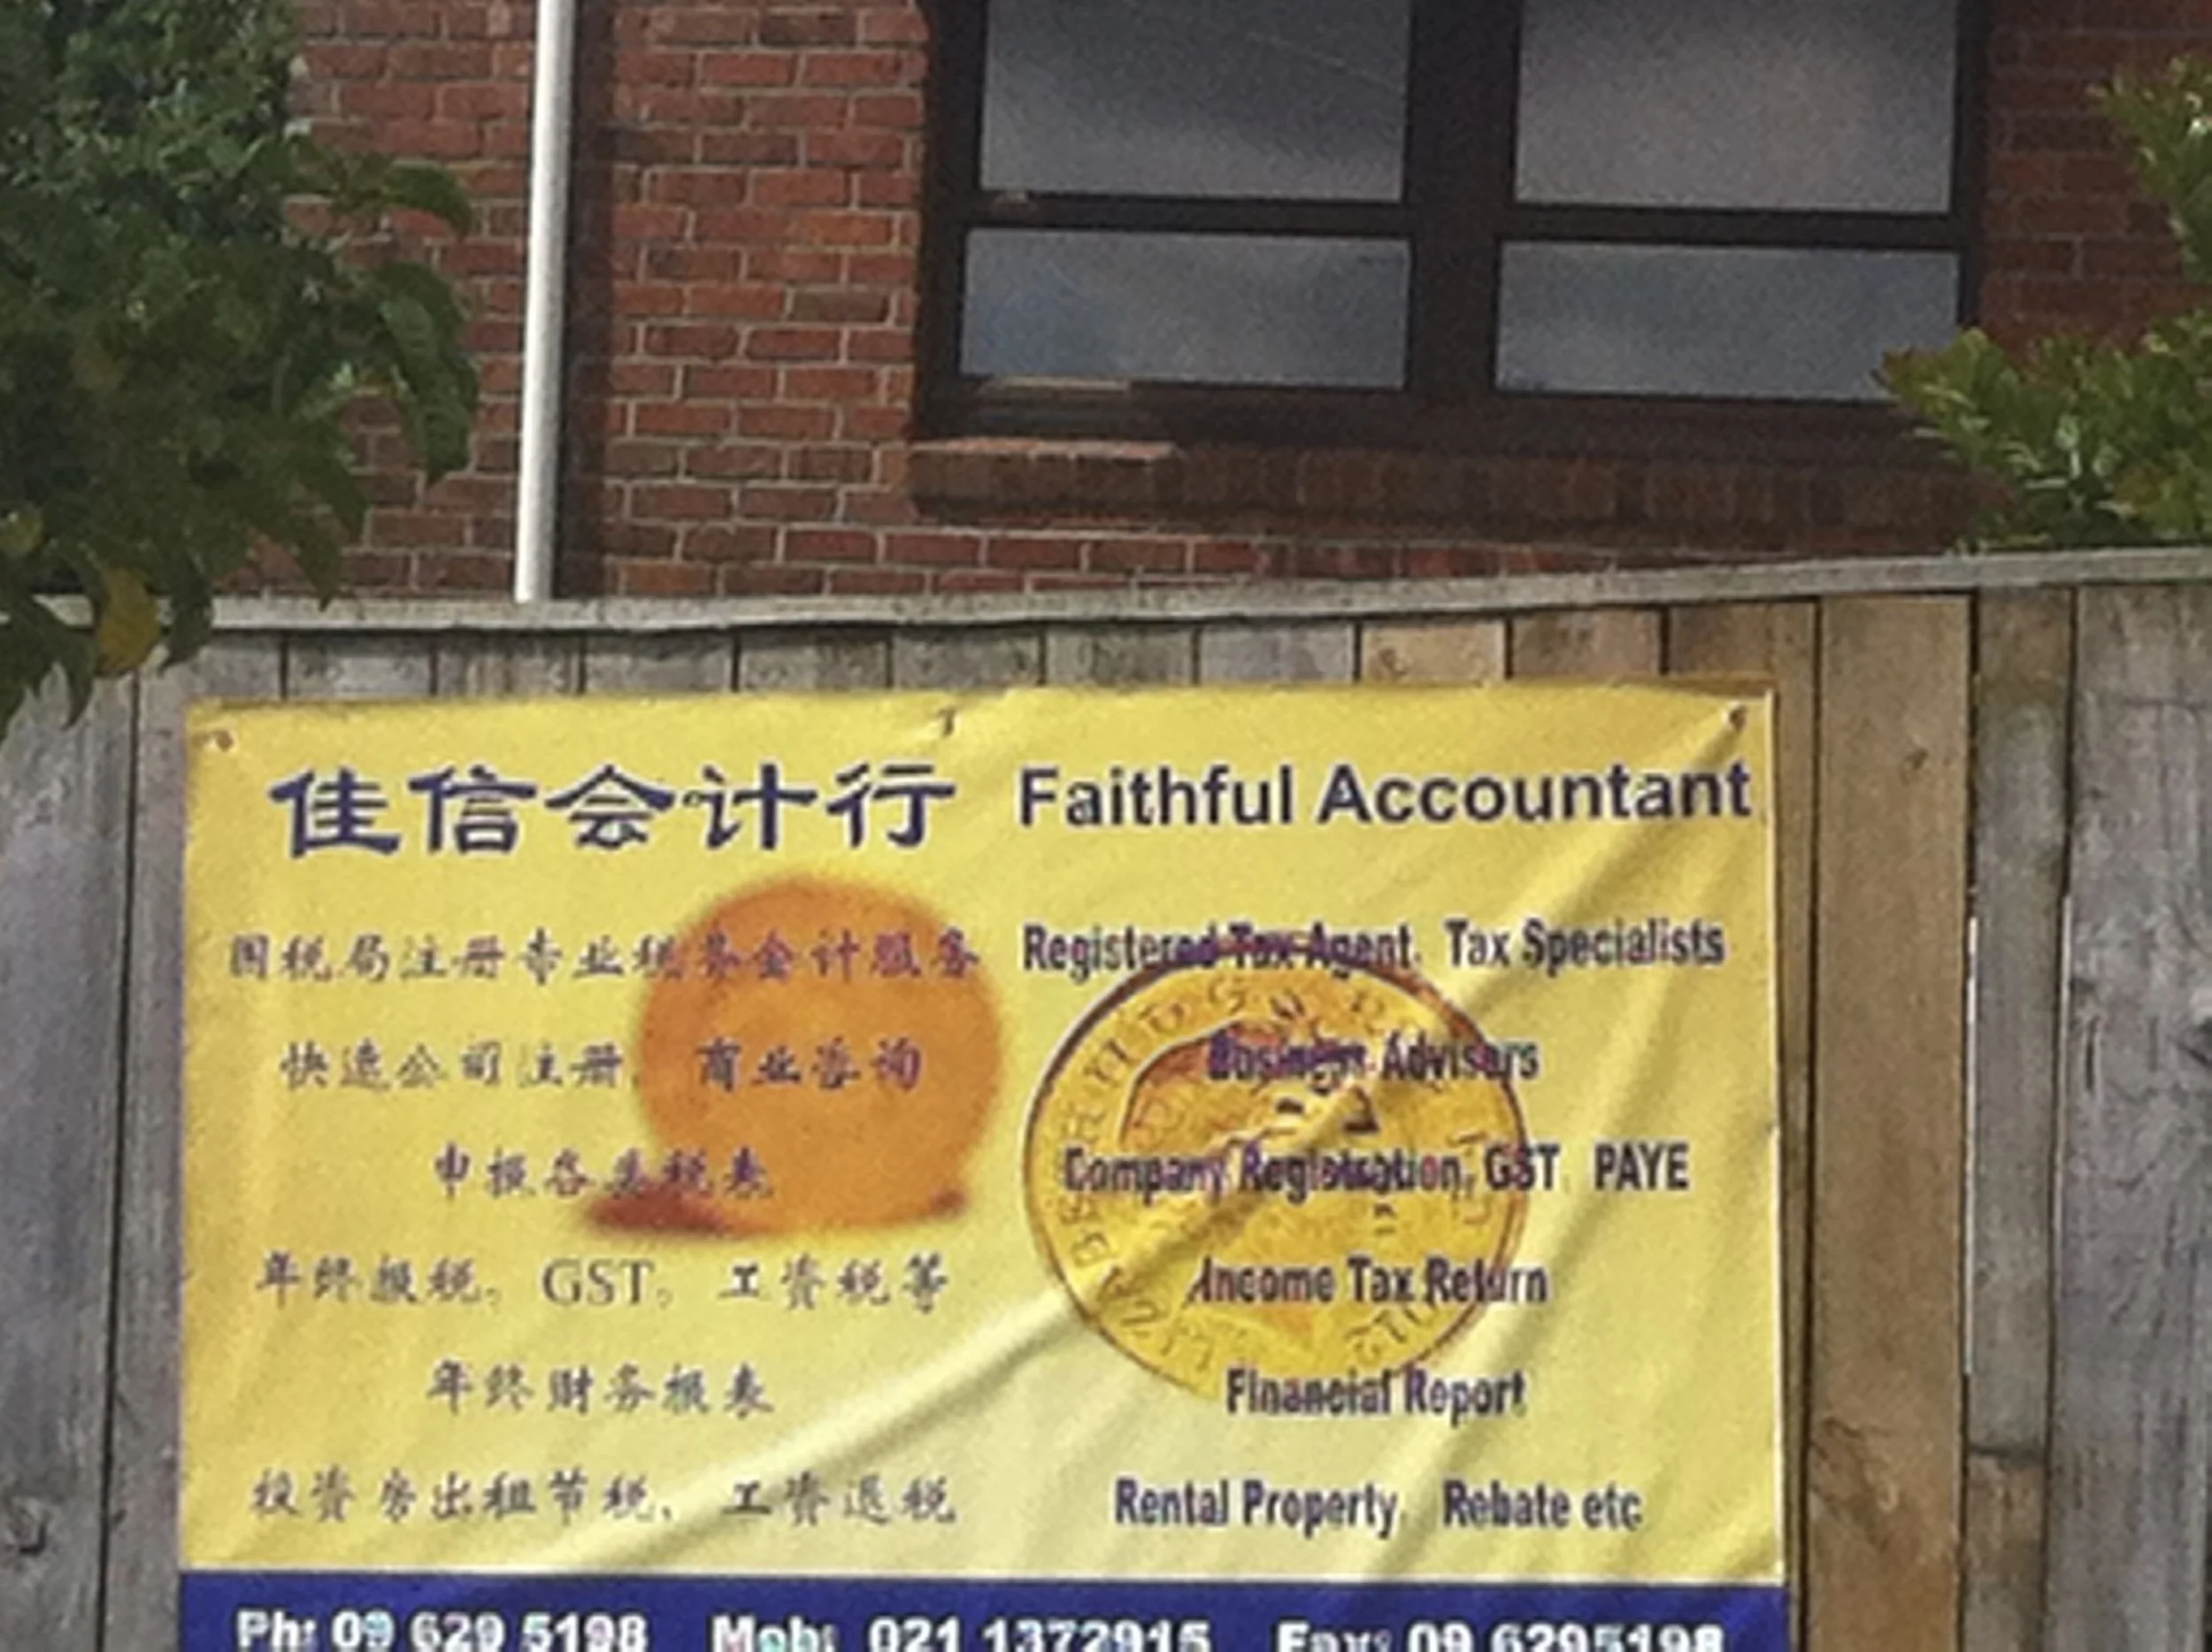 佳信会计行 Faithful Accountant
国税局注册专业税务会计服务 Registered Tax Agent. Tax Specialists
快速公司注册, 商业咨询 Business Advisers
申报各类税表 Company Registration, GST PAYE
年终报税, GST, 工资税等 Income Tax Return
年终财务报表 Financial Report
投资房出租节税, 工资退税 Rental Property Rebate etc
Ph: 09 629 5198 Mob: 021 1372915 Fax: 09 6295198